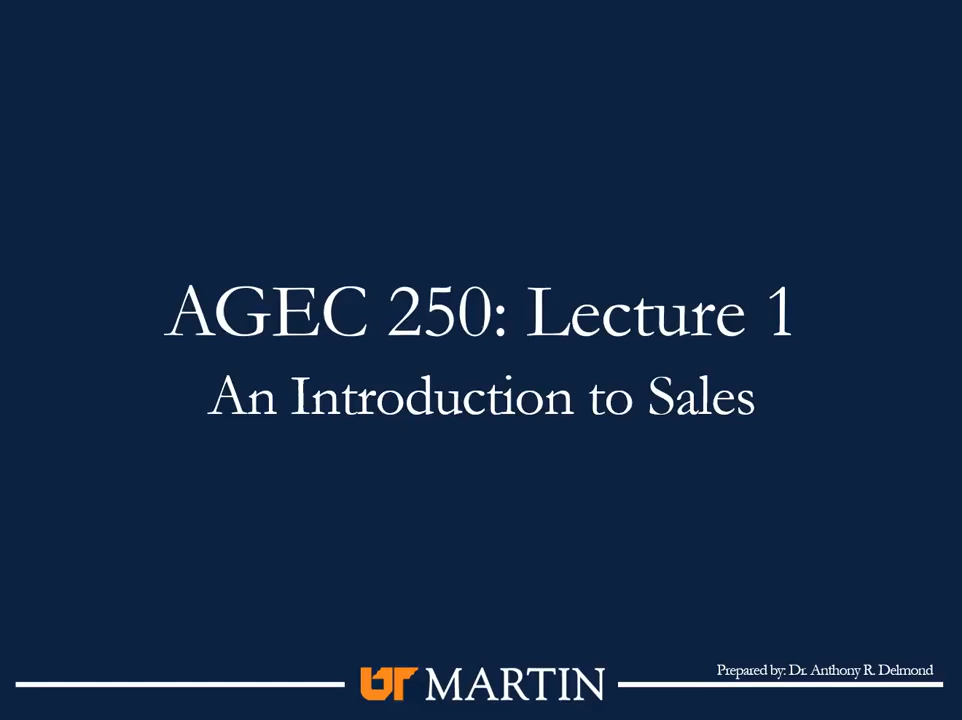 AGEC 250: Lecture 1
An Introduction to Sales
Prepared by: Dr. Anthony R. Delmond
UT MARTIN